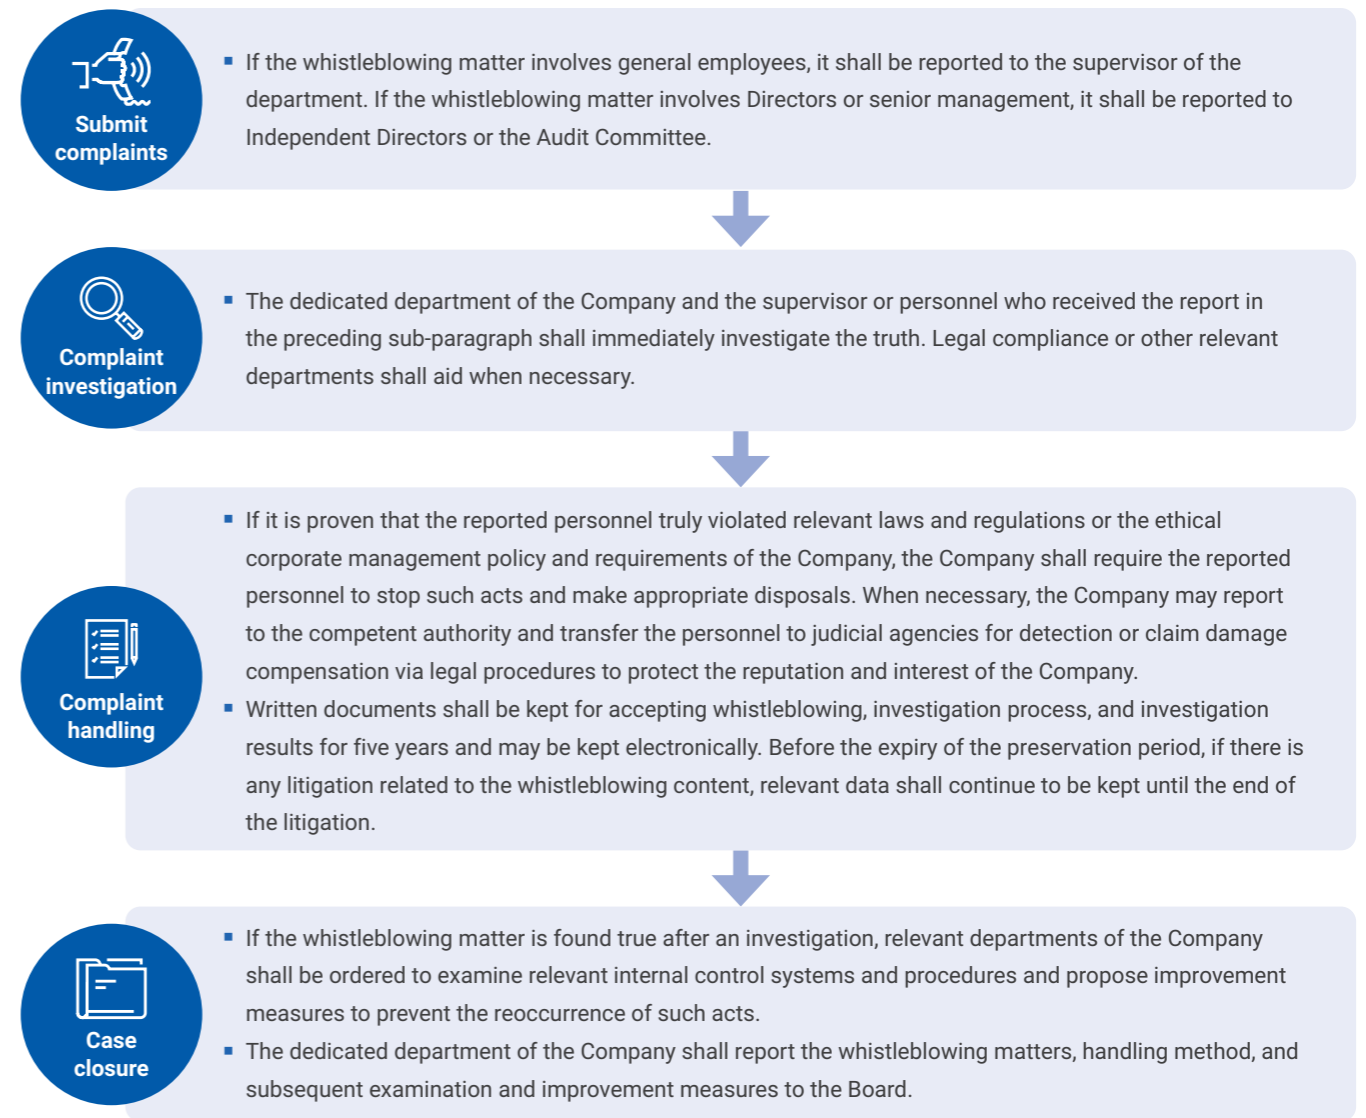 Submit
complaints
▪ If the whistleblowing matter involves general employees, it shall be reported to the supervisor of the
department. If the whistleblowing matter involves Directors or senior management, it shall be reported to
Independent Directors or the Audit Committee.
Complaint
investigation
▪ The dedicated department of the Company and the supervisor or personnel who received the report in
the preceding sub-paragraph shall immediately investigate the truth. Legal compliance or other relevant
departments shall aid when necessary.
Complaint
handling
▪ If it is proven that the reported personnel truly violated relevant laws and regulations or the ethical
corporate management policy and requirements of the Company, the Company shall require the reported
personnel to stop such acts and make appropriate disposals. When necessary, the Company may report
to the competent authority and transfer the personnel to judicial agencies for detection or claim damage
compensation via legal procedures to protect the reputation and interest of the Company.
▪ Written documents shall be kept for accepting whistleblowing, investigation process, and investigation
results for five years and may be kept electronically. Before the expiry of the preservation period, if there is
any litigation related to the whistleblowing content, relevant data shall continue to be kept until the end of
the litigation.
Case
closure
▪ If the whistleblowing matter is found true after an investigation, relevant departments of the Company
shall be ordered to examine relevant internal control systems and procedures and propose improvement
measures to prevent the reoccurrence of such acts.
▪ The dedicated department of the Company shall report the whistleblowing matters, handling method, and
subsequent examination and improvement measures to the Board.